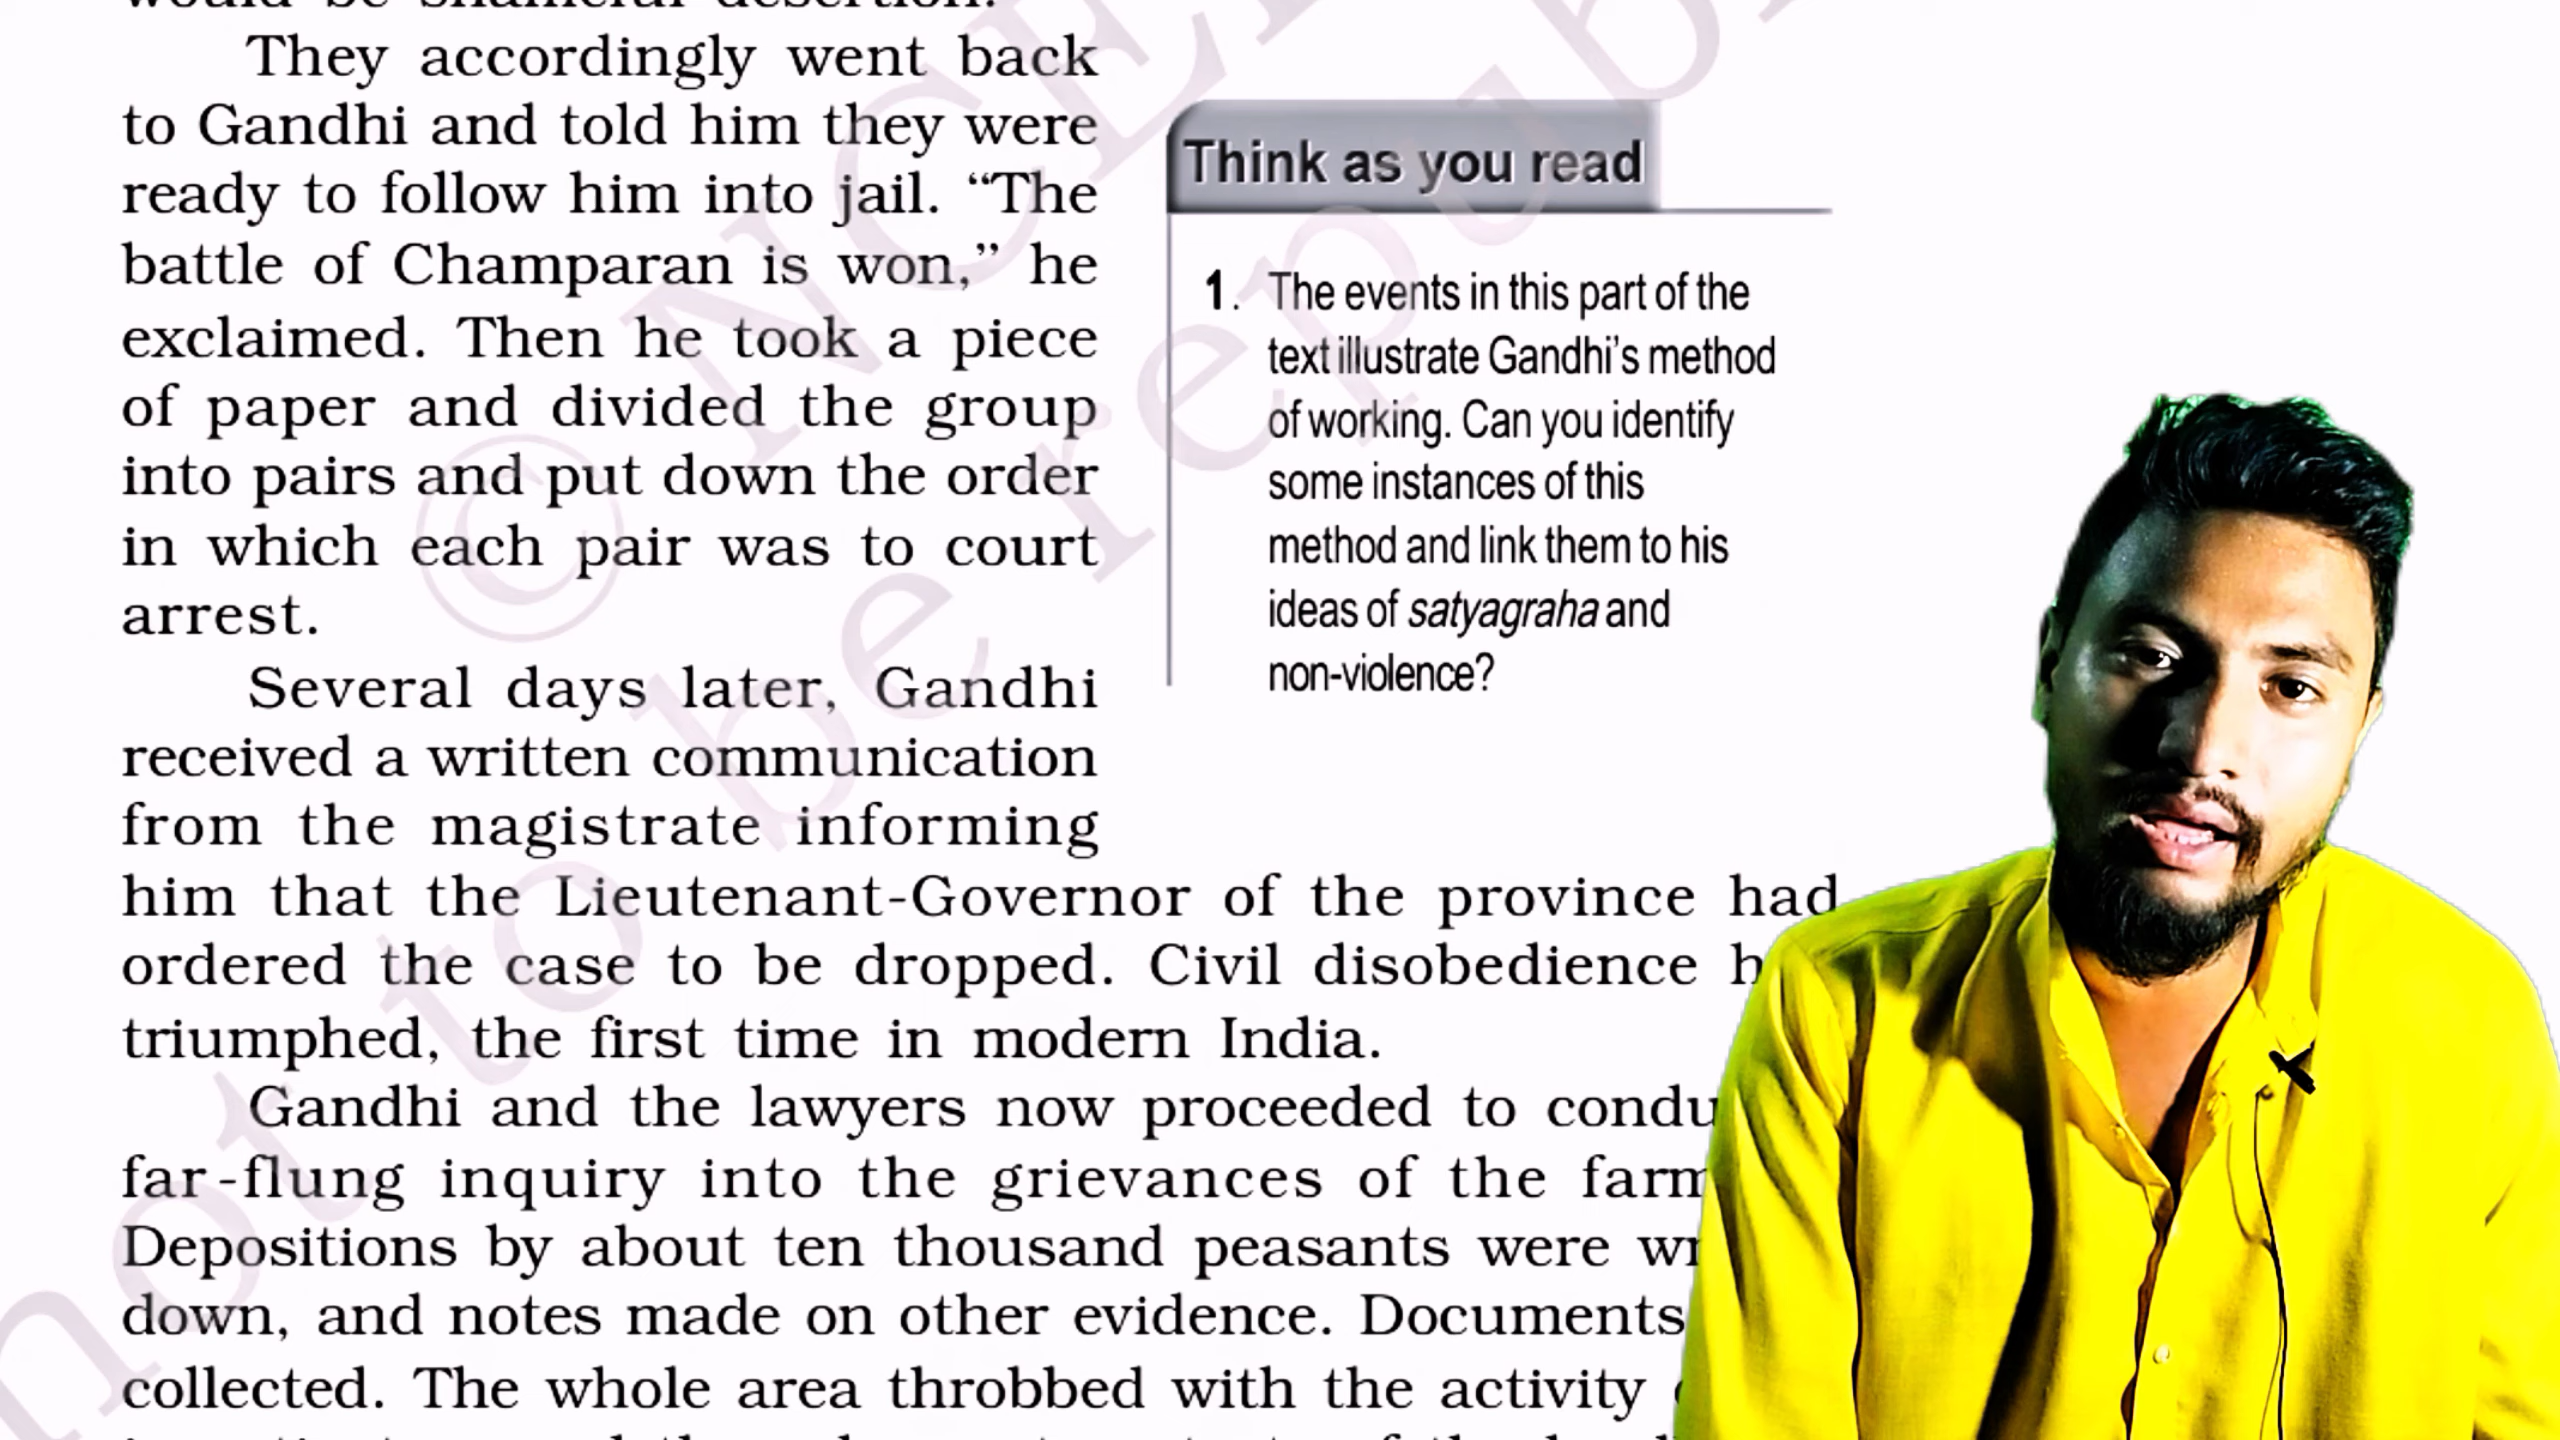 They accordingly went back
to Gandhi and told him they were
ready to follow him into jail. “The
battle of Champaran is won,” he
exclaimed. Then he took a piece
of paper and divided the group
into pairs and put down the order
in which each pair was to court
arrest.
Several days later, Gandhi
received a written communication
from the magistrate informing
him that the Lieutenant-Governor of the province had
ordered the case to be dropped. Civil disobedience
triumphed, the first time in modern India.
Gandhi and the lawyers now proceeded to
far-flung inquiry into the grievances of the
Depositions by about ten thousand peasants were
down, and notes made on other evidence. Documents
collected. The whole area throbbed with the activity
Think as you read
1. The events in this part of the
text illustrate Gandhi’s method
of working. Can you identify
some instances of this
method and link them to his
ideas of satyagraha and
non-violence?
© NCE
not to be repub